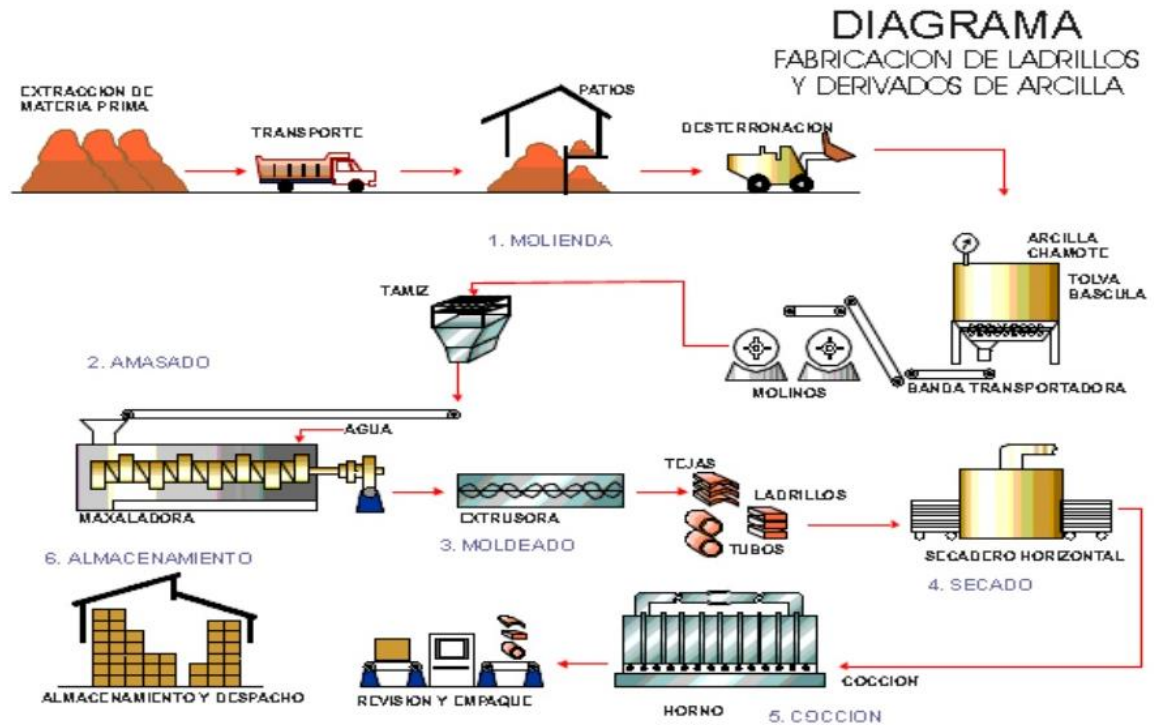 DIAGRAMA
FABRICACION DE LADRILLOS
Y DERIVADOS DE ARCILLA
EXTRACCION DE
MATERIA PRIMA
TRANSPORTE
PATIOS
DESTERRONACION
1. MOLIENDA
ARCILLA
CHAMOTE
TOLVA
BASCULA
TAMIZ
MOLINOS
BANDA TRANSPORTADORA
2. AMASADO
AGUA
MAXALADORA
EXTRUSORA
3. MOLDEADO
TEJAS
LADRILLOS
TUBOS
SECADERO HORIZONTAL
4. SECADO
6. ALMACENAMIENTO
ALMACENAMIENTO Y DESPACHO
REVISION Y EMPAQUE
HORNO
COCCION
5. COCCION